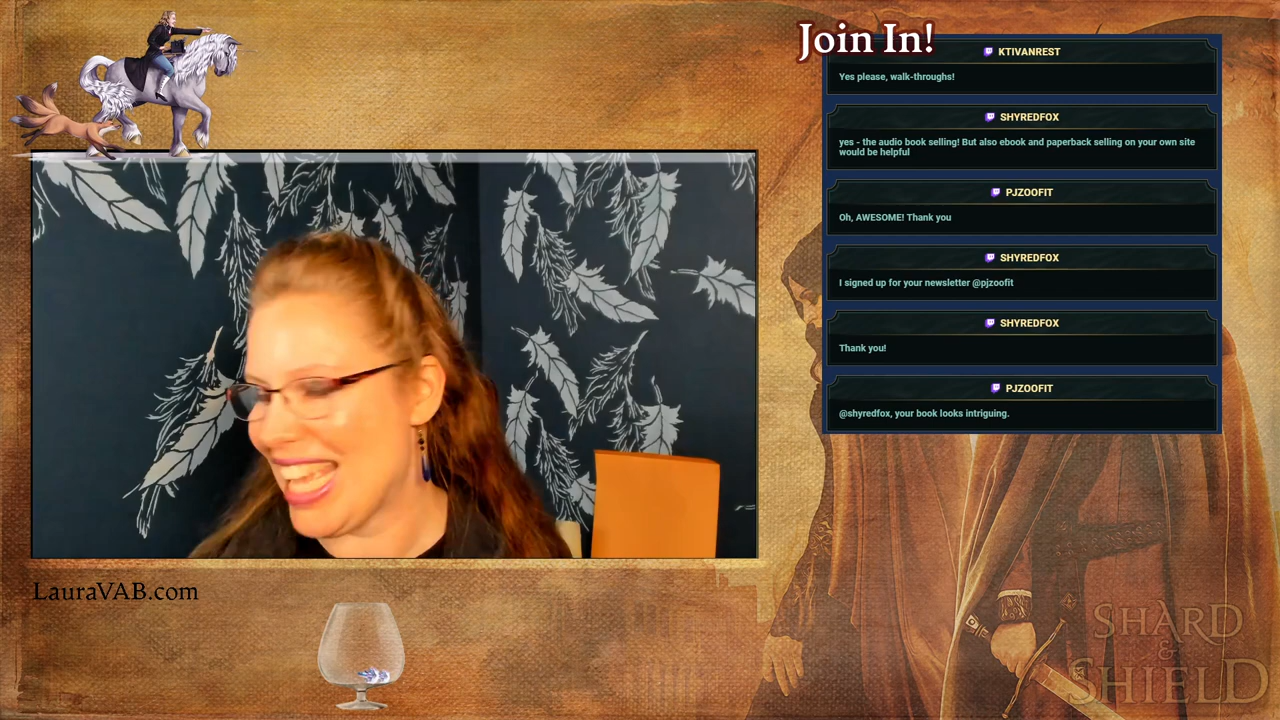 Join In!
KTIVANREST
Yes please, walk-throughs!
SHYREDFOX
yes - the audio book selling! But also ebook and paperback selling on your own site
would be helpful
PJZOOFIT
Oh, AWESOME! Thank you
SHYREDFOX
I signed up for your newsletter @pjzoofit
SHYREDFOX
Thank you!
PJZOOFIT
@shyredfox, your book looks intriguing.
LauraVAB.com
SHARD
&
SHIELD